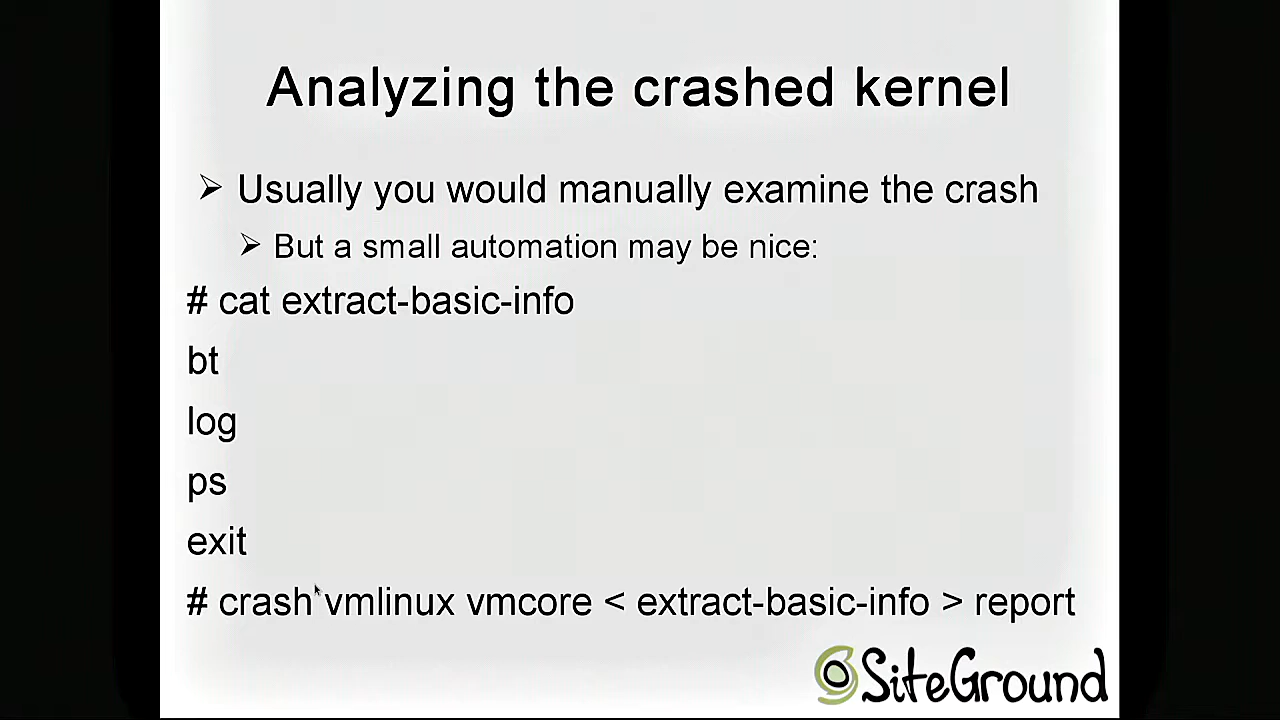 Analyzing the crashed kernel
Usually you would manually examine the crash
But a small automation may be nice:
# cat extract-basic-info
bt
log
ps
exit
# crash vmlinux vmcore < extract-basic-info > report
SiteGround